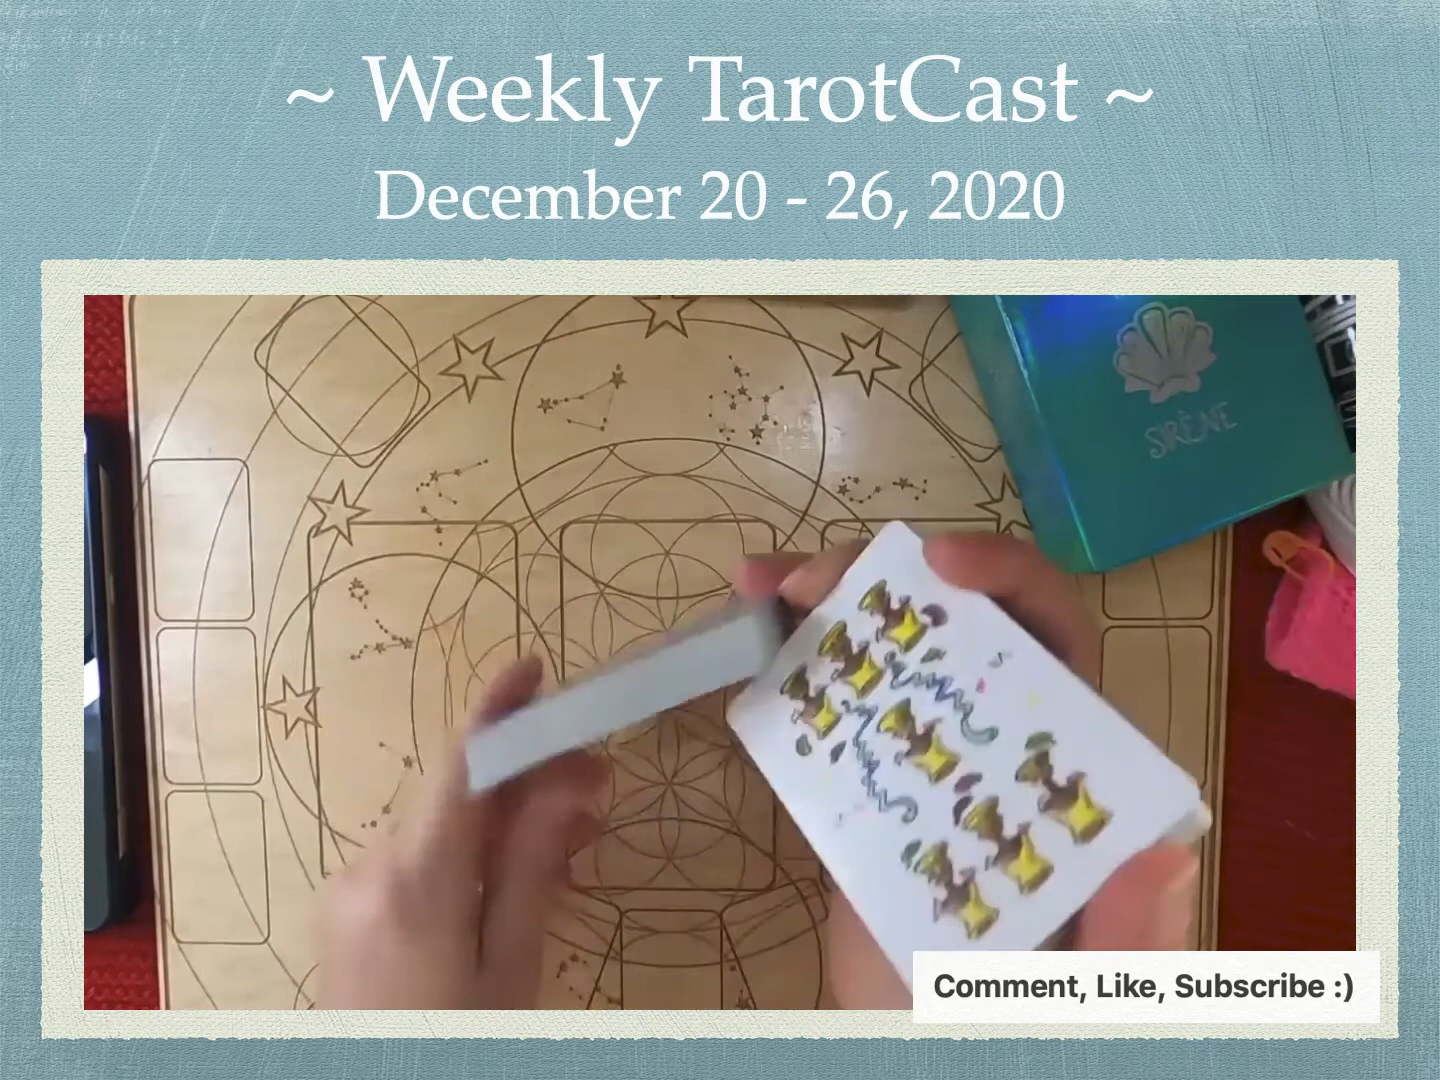 ~ Weekly TarotCast ~
December 20 - 26, 2020
SIRÈNE
Comment, Like, Subscribe :)